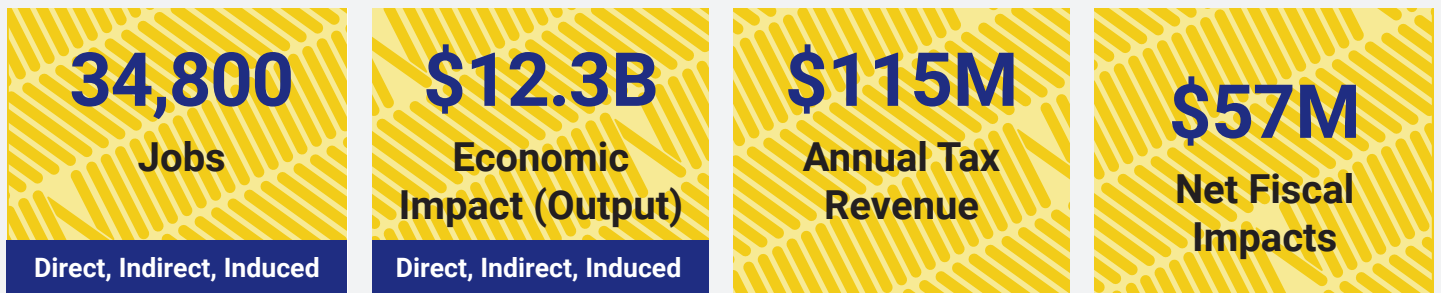 34,800
Jobs
Direct, Indirect, Induced
$12.3B
Economic
Impact (Output)
Direct, Indirect, Induced
$115M
Annual Tax
Revenue
$57M
Net Fiscal
Impacts